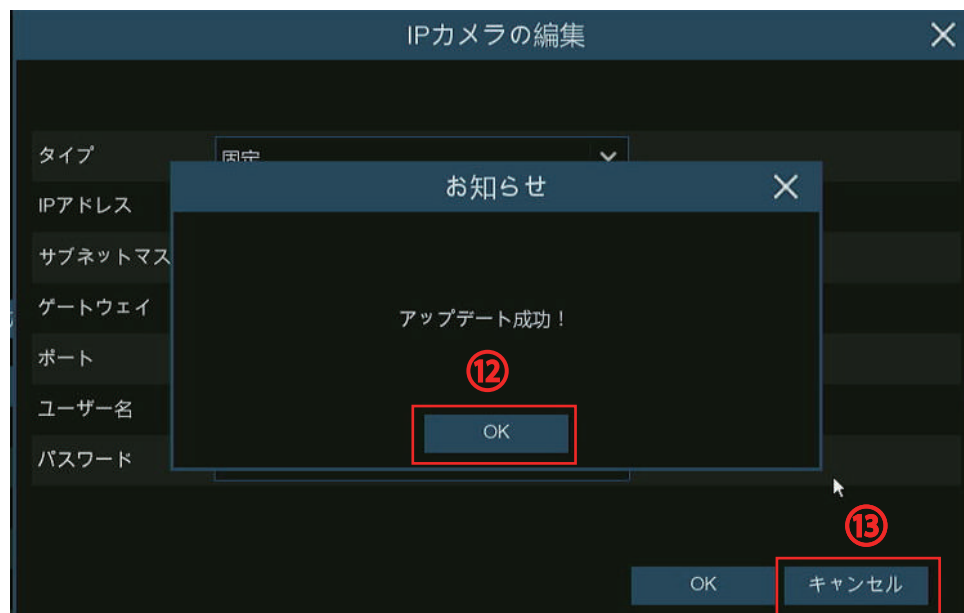 IPカメラの編集
タイプ
固定
お知らせ
IPアドレス
サブネットマス
ゲートウェイ
アップデート成功！
ポート
⑫
ユーザー名
OK
パスワード
⑬
OK
キャンセル